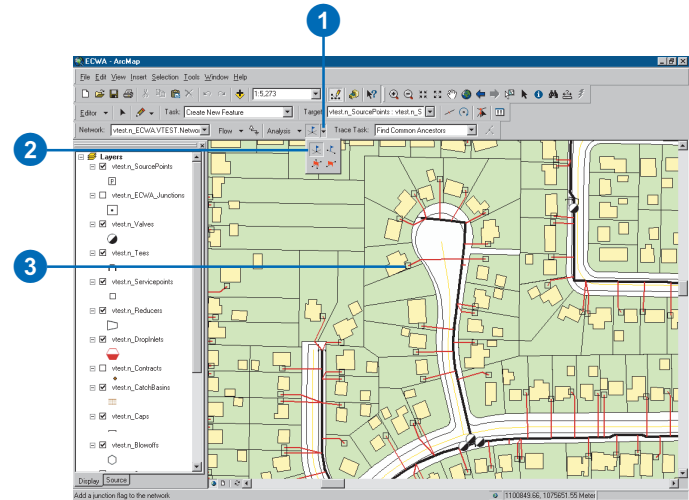 1
ECWA - ArcMap
File Edit View Insert Selection Tools Window Help
1:5,273
Editor Task: Create New Feature Target: vtest.n_SourcePoints : vtest.n_S
Network: vtest.n_ECWA.VTEST.Networ Flow Analysis Trace Task: Find Common Ancestors
2
Layers
vtest.n_SourcePoints
P
vtest.n_ECWA_Junctions
vtest.n_Valves
3
vtest.n_Tees
vtest.n_Servicepoints
vtest.n_Reducers
vtest.n_DropInlets
vtest.n_Contracts
vtest.n_CatchBasins
vtest.n_Caps
vtest.n_Blowoffs
Display Source
Add a junction flag to the network
1100849.66, 1075651.55 Meter